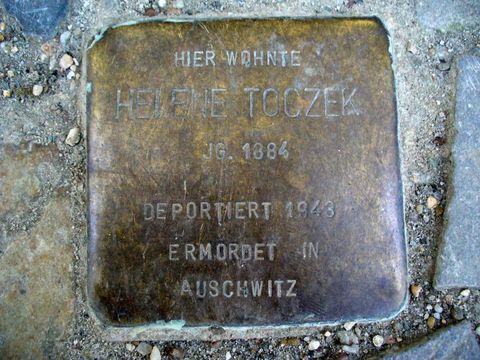 HIER WOHNTE
HELENE TOCZEK
JG. 1884
DEPORTIERT 1943
ERMORDET IN
AUSCHWITZ